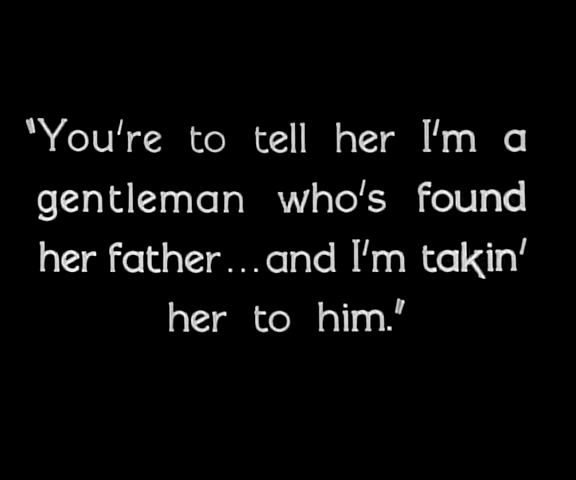 "You're to tell her I'm a
gentleman who's found
her father...and I'm takin'
her to him."